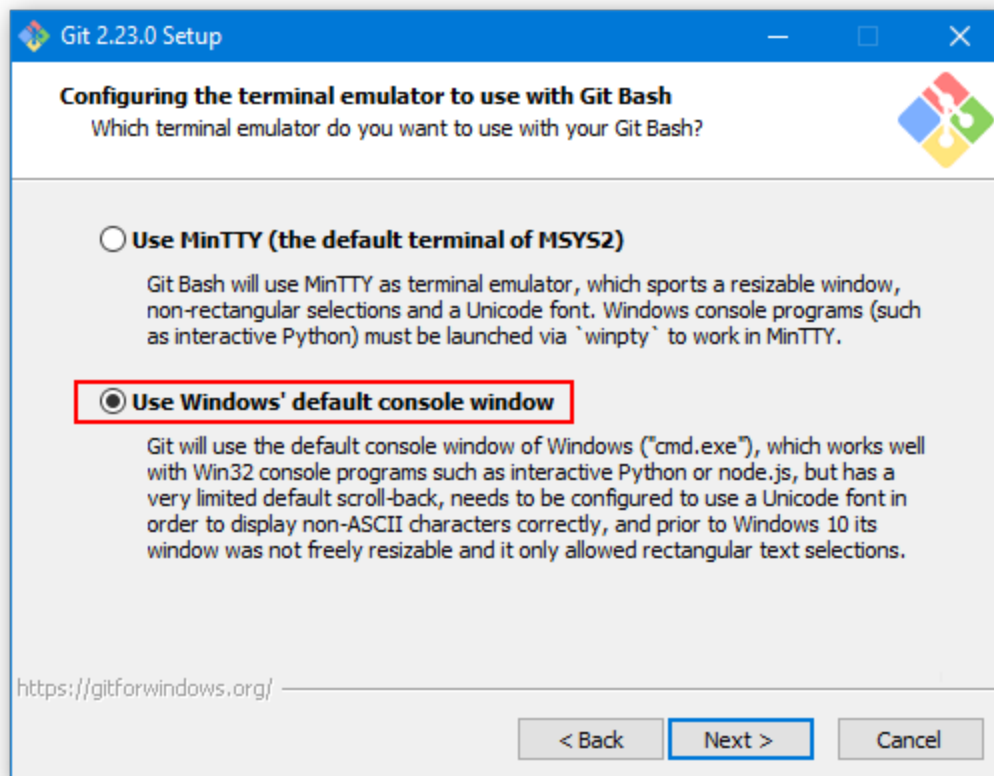 Git 2.23.0 Setup
Configuring the terminal emulator to use with Git Bash
Which terminal emulator do you want to use with your Git Bash?
Use MinTTY (the default terminal of MSYS2)
Git Bash will use MinTTY as terminal emulator, which sports a resizable window,
non-rectangular selections and a Unicode font. Windows console programs (such
as interactive Python) must be launched via `winpty` to work in MinTTY.
Use Windows' default console window
Git will use the default console window of Windows ("cmd.exe"), which works well
with Win32 console programs such as interactive Python or node.js, but has a
very limited default scroll-back, needs to be configured to use a Unicode font in
order to display non-ASCII characters correctly, and prior to Windows 10 its
window was not freely resizable and it only allowed rectangular text selections.
https://gitforwindows.org/
< Back Next > Cancel